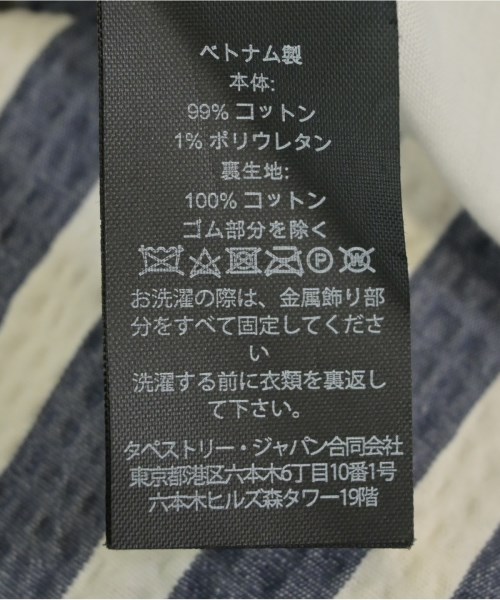 ベトナム製
本体:
99% コットン
1% ポリウレタン
裏生地:
100% コットン
ゴム部分を除く
お洗濯の際は、金属飾り部
分をすべて固定してくださ
い
洗濯する前に衣類を裏返し
て下さい。
タペストリー・ジャパン合同会社
東京都港区六本木6丁目10番1号
六本木ヒルズ森タワー19階